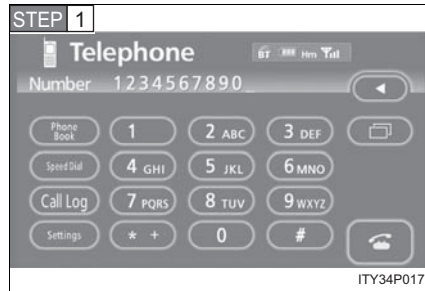 STEP 1
Telephone BT Hm
Number 1234567890_
Phone Book 1 2 ABC 3 DEF
Speed Dial 4 GHI 5 JKL 6 MNO
Call Log 7 PQRS 8 TUV 9 WXYZ
Settings * + 0 #
ITY34P017